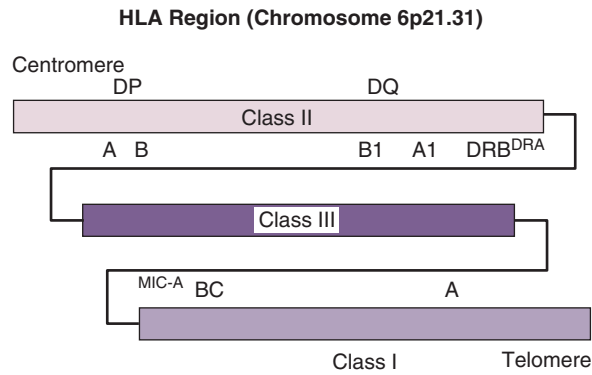 HLA Region (Chromosome 6p21.31)
Centromere
DP DQ
Class II
A B B1 A1 DRB DRA
Class III
MIC-A BC A
Class I Telomere